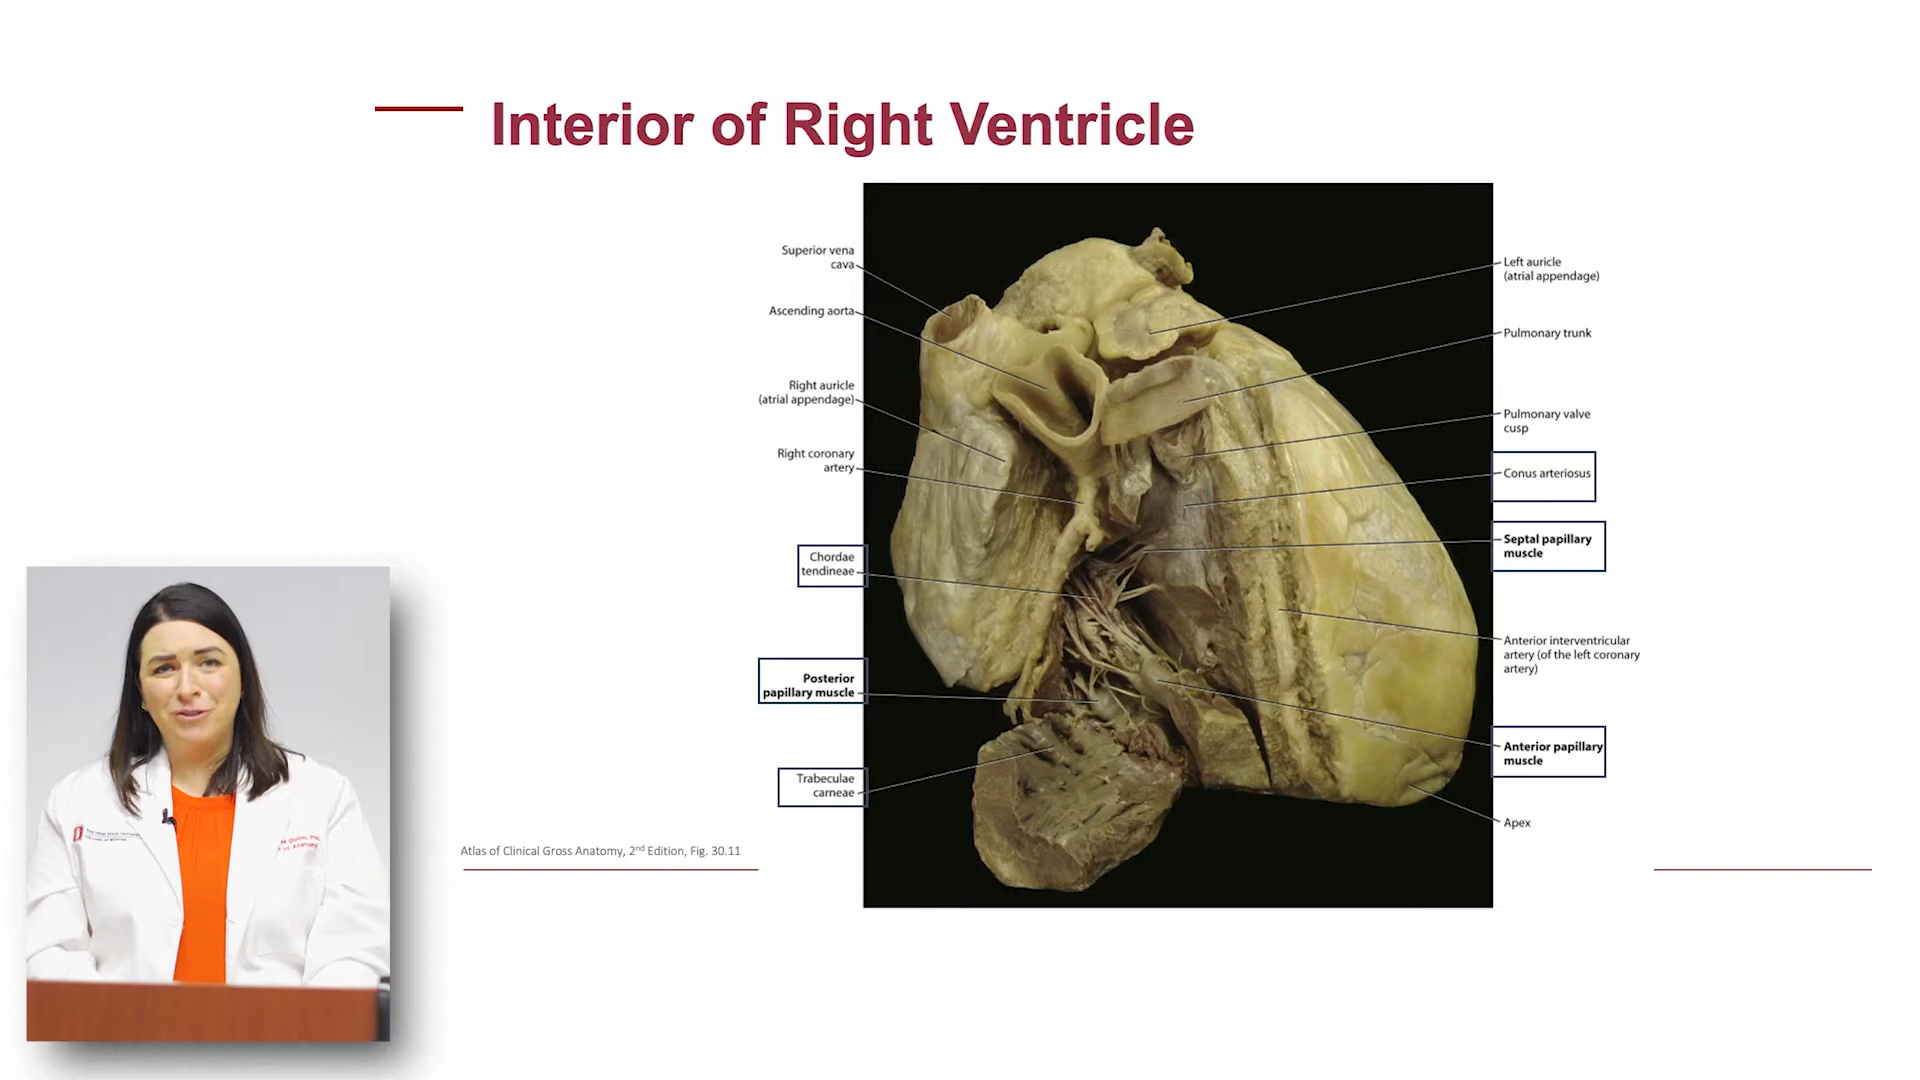 Interior of Right Ventricle
Superior vena
cava
Ascending aorta
Right auricle
(atrial appendage)
Right coronary
artery
Chordae
tendineae
Posterior
papillary muscle
Trabeculae
carneae
Left auricle
(atrial appendage)
Pulmonary trunk
Pulmonary valve
cusp
Conus arteriosus
Septal papillary
muscle
Anterior interventricular
artery (of the left coronary
artery)
Anterior papillary
muscle
Apex
Atlas of Clinical Gross Anatomy, 2nd Edition, Fig. 30.11